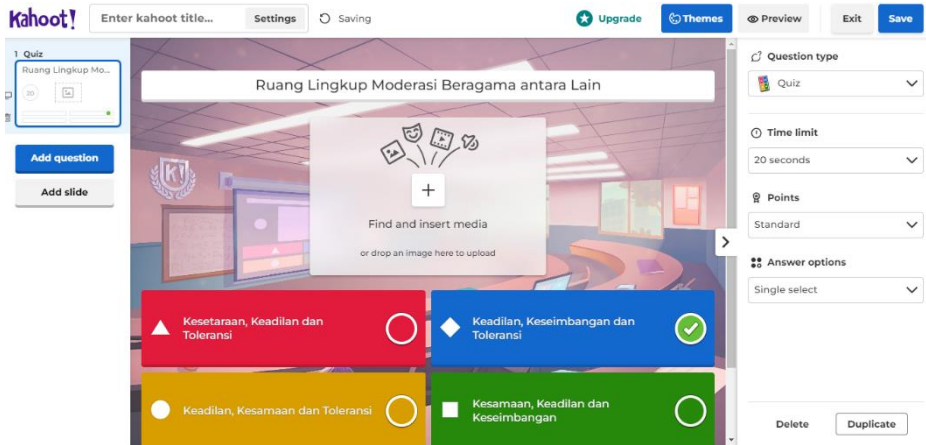 Kahoot!
Enter kahoot title...
Settings
Saving
Upgrade
Themes
Preview
Exit
Save
1 Quiz
Ruang Lingkup Mo...
20
Add question
Add slide
Ruang Lingkup Moderasi Beragama antara Lain
K!
Find and insert media
or drop an image here to upload
Kesetaraan, Keadilan dan
Toleransi
Keadilan, Keseimbangan dan
Toleransi
Keadilan, Kesamaan dan Toleransi
Kesamaan, Keadilan dan
Keseimbangan
Question type
Quiz
Time limit
20 seconds
Points
Standard
Answer options
Single select
Delete
Duplicate